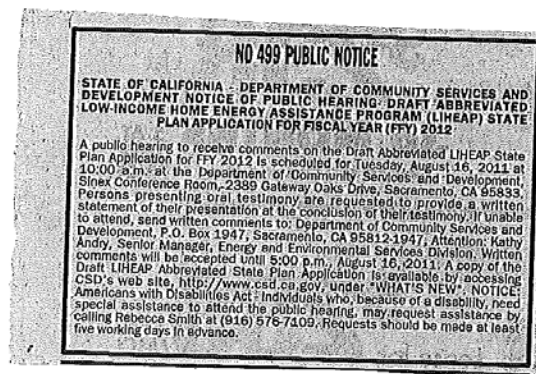 NO 499 PUBLIC NOTICE
STATE OF CALIFORNIA - DEPARTMENT OF COMMUNITY SERVICES AND
DEVELOPMENT NOTICE OF PUBLIC HEARING- DRAFT ABBREVIATED
LOW-INCOME HOME ENERGY ASSISTANCE PROGRAM (LIHEAP) STATE
PLAN APPLICATION FOR FISCAL YEAR (FFY) 2012
A public hearing to receive comments on the Draft Abbreviated LIHEAP State
Plan Application for FFY 2012 is scheduled for Tuesday, August 16, 2011 at
10:00 a.m. at the Department of Community Services and Development,
Sinex Conference Room, 2389 Gateway Oaks Drive, Sacramento, CA 95833.
Persons presenting oral testimony are requested to provide a written
statement of their presentation at the conclusion of their testimony. If unable
to attend, send written comments to: Department of Community Services and
Development, P.O. Box 1947, Sacramento, CA 95812-1947, Attention: Kathy
Andry, Senior Manager, Energy and Environmental Services Division. Written
comments will be accepted until 5:00 p.m., August 16, 2011. A copy of the
Draft LIHEAP Abbreviated State Plan Application is available by accessing
CSD's web site, http://www.csd.ca.gov, under "WHAT'S NEW". NOTICE:
Americans with Disabilities Act - Individuals who, because of a disability, need
special assistance to attend the public hearing, may request assistance by
calling Rebecca Smith at (916) 576-7109. Requests should be made at least
five working days in advance.